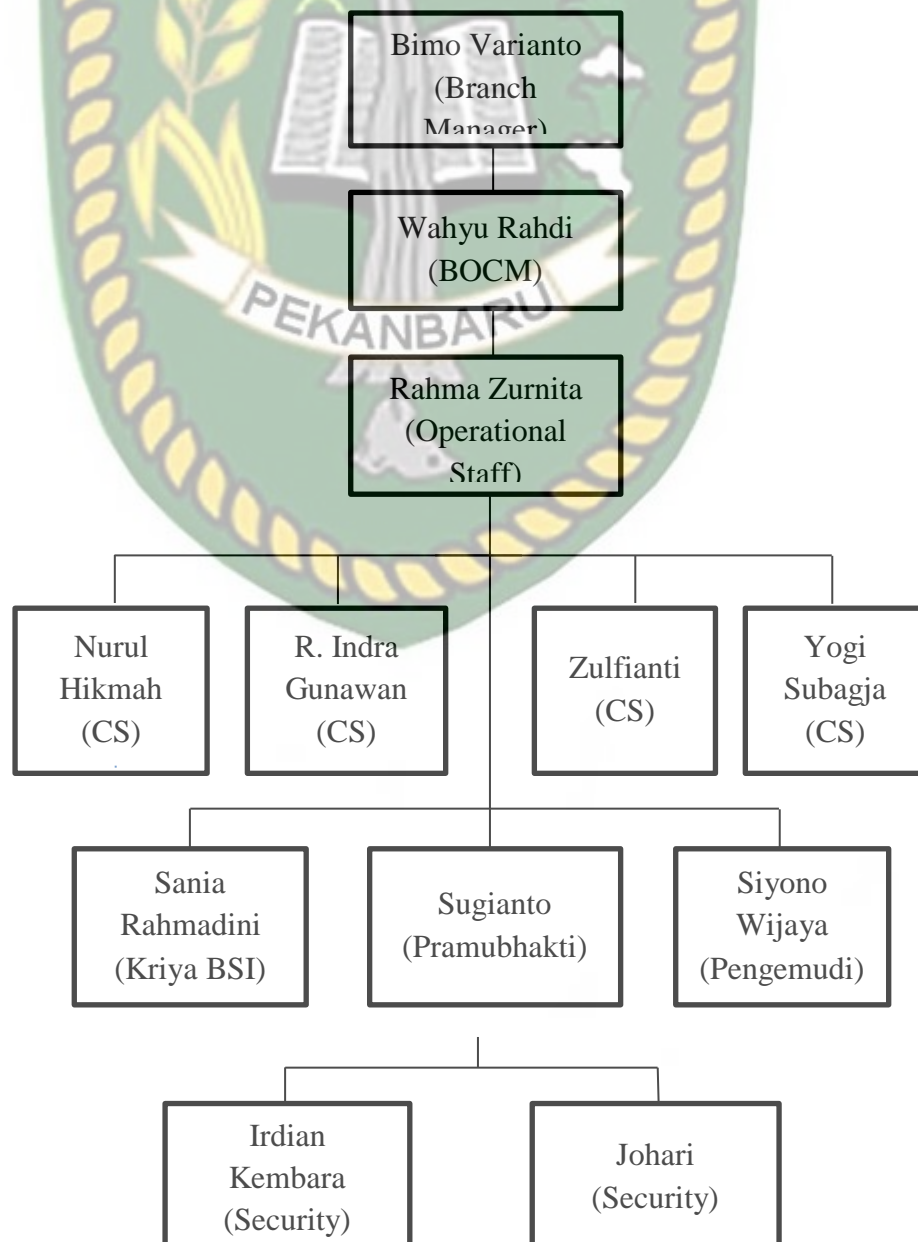 Bimo Varianto
(Branch
Manager)
Wahyu Rahdi
(BOCM)
PEKANBARU
Rahma Zurnita
(Operational
Staff)
Nurul
Hikmah
(CS)
R. Indra
Gunawan
(CS)
Zulfianti
(CS)
Yogi
Subagja
(CS)
Sania
Rahmadini
(Kriya BSI)
Sugianto
(Pramubhakti)
Siyono
Wijaya
(Pengemudi)
Irdian
Kembara
(Security)
Johari
(Security)